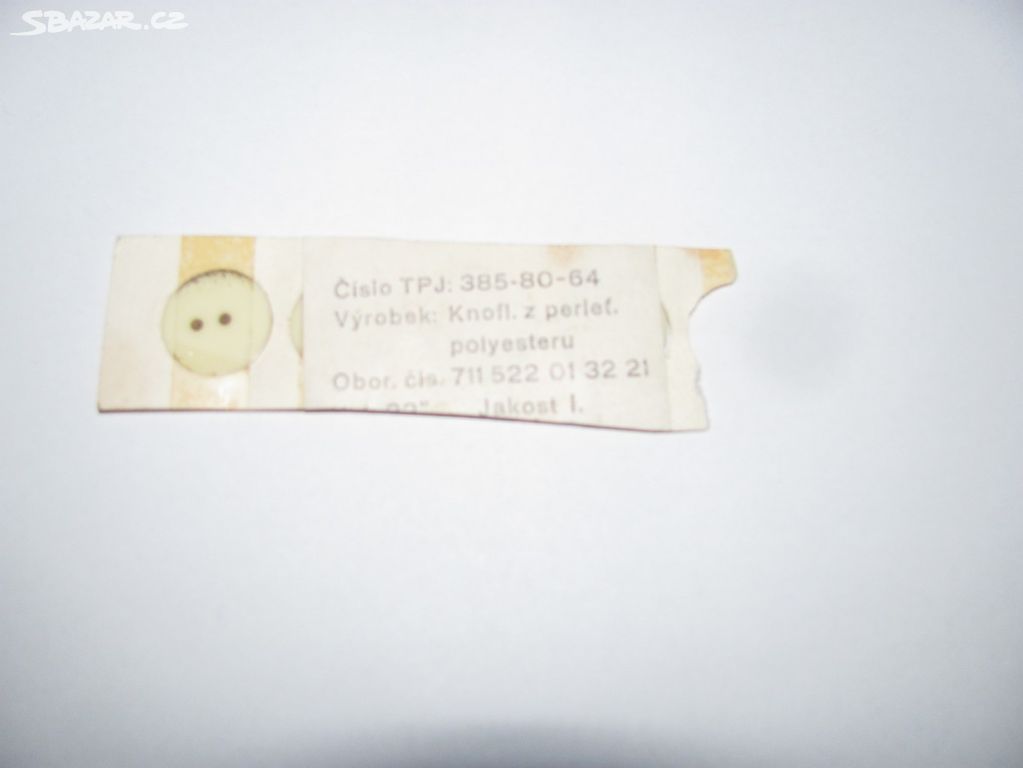 SBAZAR.CZ
Číslo TPJ: 385-80-64
Výrobek: Knofl. z perleť.
polyesteru
Obor. čís. 711 522 01 32 21
Jakost I.